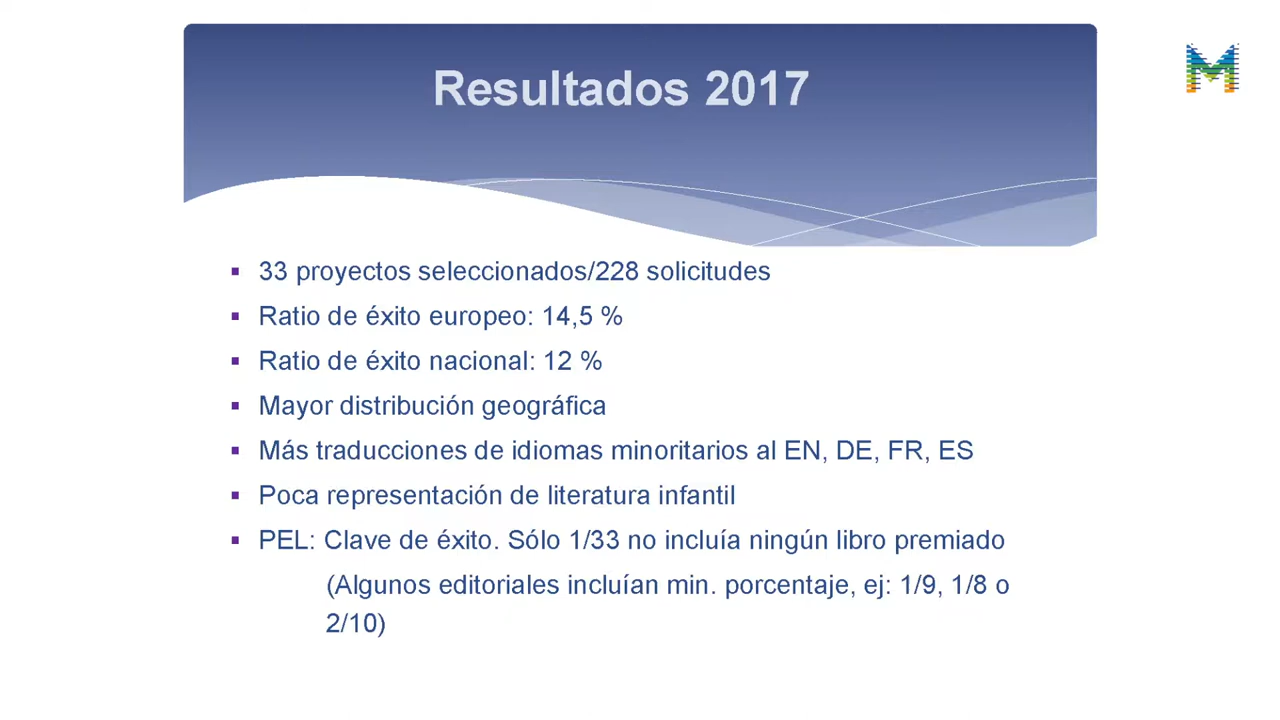 Resultados 2017
M
▪ 33 proyectos seleccionados/228 solicitudes
▪ Ratio de éxito europeo: 14,5 %
▪ Ratio de éxito nacional: 12 %
▪ Mayor distribución geográfica
▪ Más traducciones de idiomas minoritarios al EN, DE, FR, ES
▪ Poca representación de literatura infantil
▪ PEL: Clave de éxito. Sólo 1/33 no incluía ningún libro premiado
(Algunos editoriales incluían min. porcentaje, ej: 1/9, 1/8 o
2/10)